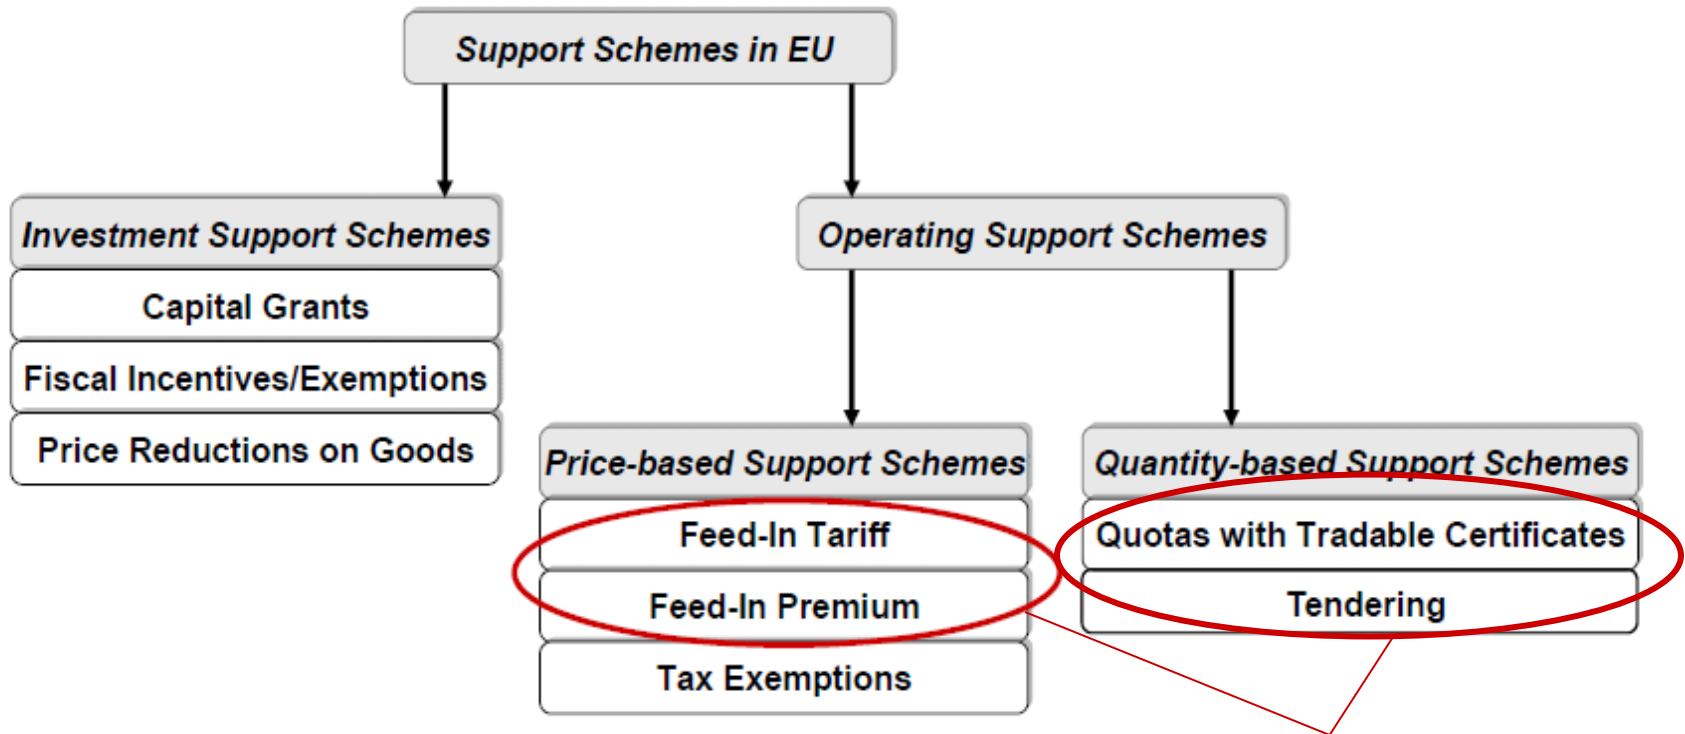 Support Schemes in EU
Investment Support Schemes
Capital Grants
Fiscal Incentives/Exemptions
Price Reductions on Goods
Operating Support Schemes
Price-based Support Schemes
Feed-In Tariff
Feed-In Premium
Tax Exemptions
Quantity-based Support Schemes
Quotas with Tradable Certificates
Tendering